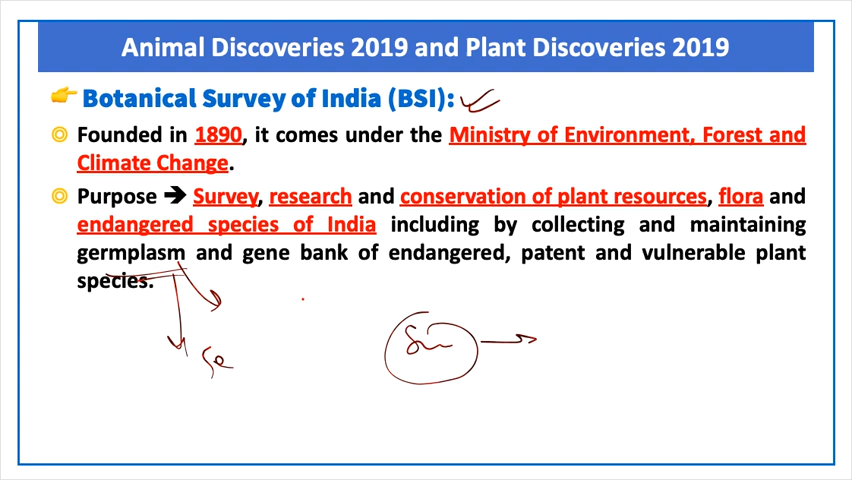 Animal Discoveries 2019 and Plant Discoveries 2019
Botanical Survey of India (BSI):
Founded in 1890, it comes under the Ministry of Environment, Forest and
Climate Change.
Purpose ➔ Survey, research and conservation of plant resources, flora and
endangered species of India including by collecting and maintaining
germplasm and gene bank of endangered, patent and vulnerable plant
species.